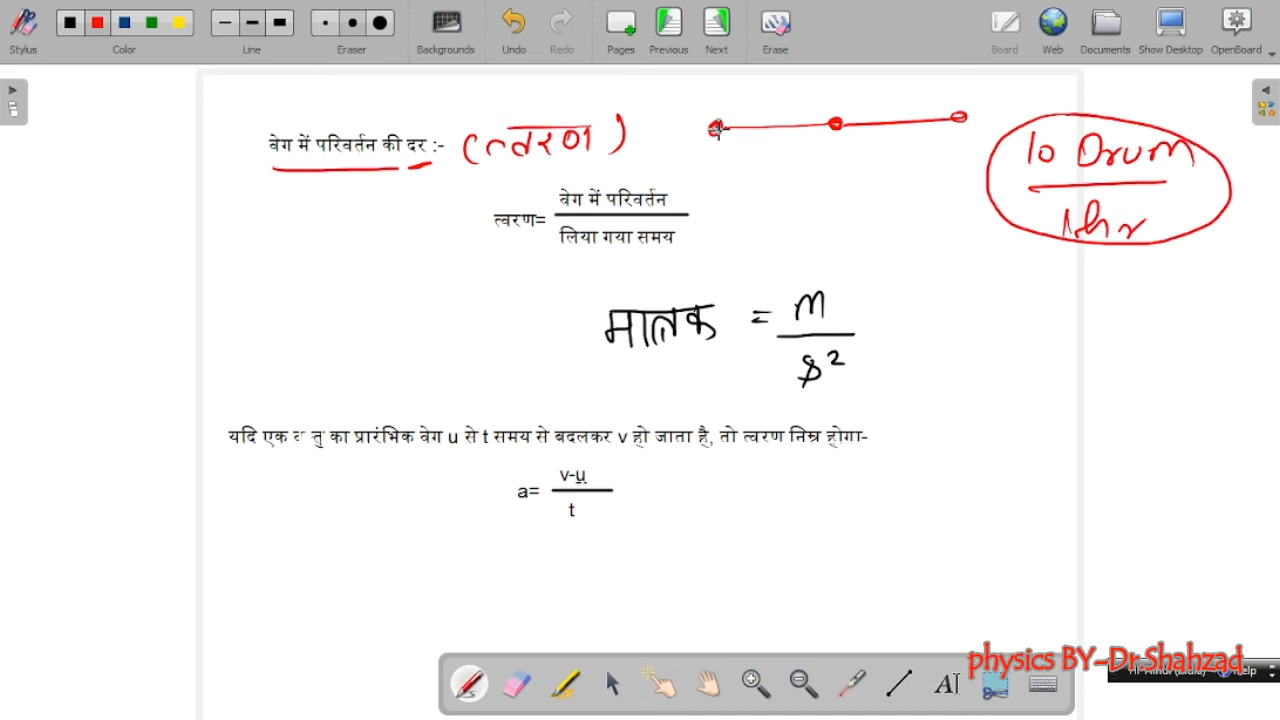 Stylus Color Line Eraser Backgrounds Undo Redo Pages Previous Next Erase Board Web Documents Show Desktop OpenBoard
वेग में परिवर्तन की दर :- (त्वरण)
10 Drum
1hr
वेग में परिवर्तन
त्वरण=
लिया गया समय
मात्रक = m
s²
यदि एक तु का प्रारंभिक वेग u से t समय से बदलकर v हो जाता है, तो त्वरण निम्न होगा-
v-u
a=
t
physics BY-Dr.Shahzad
Help